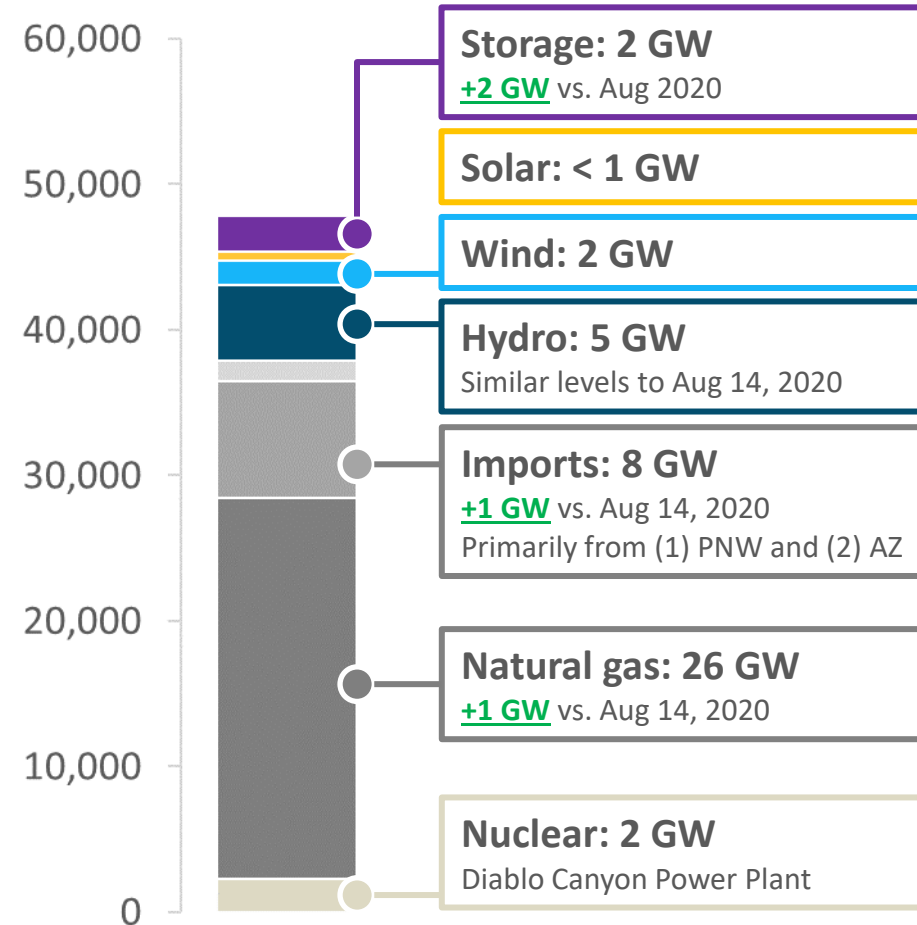 60,000
50,000
40,000
30,000
20,000
10,000
0
Storage: 2 GW
+2 GW vs. Aug 2020
Solar: < 1 GW
Wind: 2 GW
Hydro: 5 GW
Similar levels to Aug 14, 2020
Imports: 8 GW
+1 GW vs. Aug 14, 2020
Primarily from (1) PNW and (2) AZ
Natural gas: 26 GW
+1 GW vs. Aug 14, 2020
Nuclear: 2 GW
Diablo Canyon Power Plant